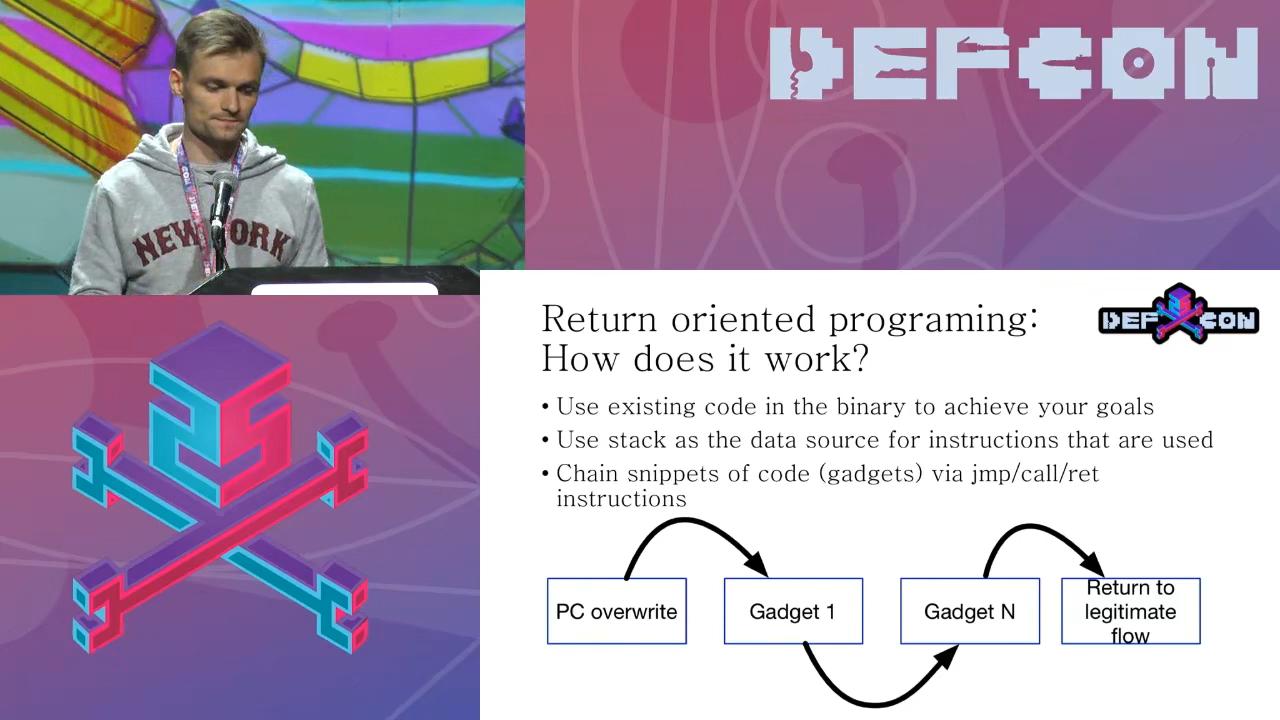 DEFCON
NEW YORK
Return oriented programing:
How does it work?
DEF CON
• Use existing code in the binary to achieve your goals
• Use stack as the data source for instructions that are used
• Chain snippets of code (gadgets) via jmp/call/ret
instructions
PC overwrite
Gadget 1
Gadget N
Return to
legitimate
flow